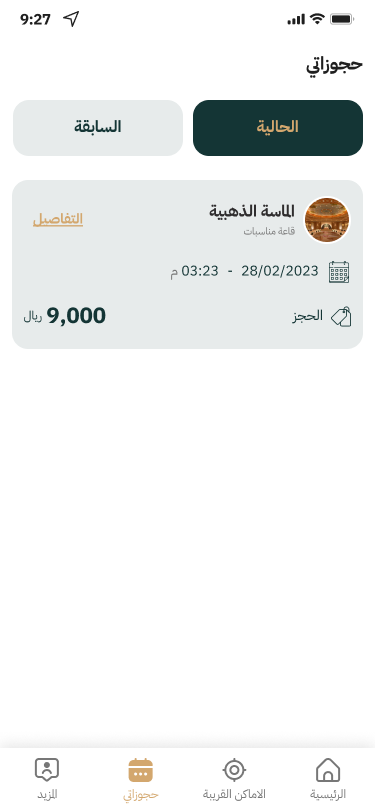 9:27
حجوزاتي
الحالية السابقة
الماسة الذهبية
قاعة مناسبات
التفاصيل
28/02/2023 - 03:23 م
الحجز 9,000 ريال
الرئيسية الاماكن القريبة حجوزاتي المزيد